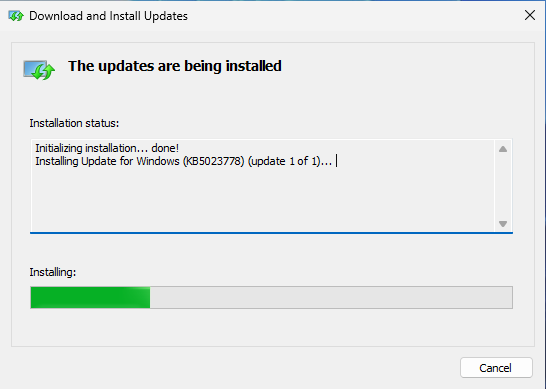 Download and Install Updates
The updates are being installed
Installation status:
Initializing installation... done!
Installing Update for Windows (KB5023778) (update 1 of 1)...
Installing:
Cancel